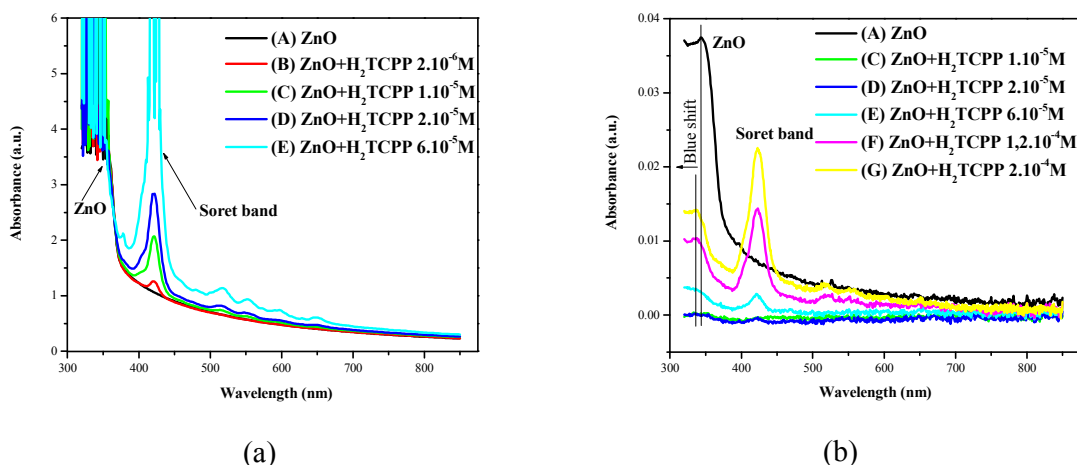 6
5
4
3
2
1
0
300 400 500 600 700 800
Absorbance (a.u.)
Wavelength (nm)
(A) ZnO
(B) ZnO+H₂TCPP 2.10⁻⁶M
(C) ZnO+H₂TCPP 1.10⁻⁵M
(D) ZnO+H₂TCPP 2.10⁻⁵M
(E) ZnO+H₂TCPP 6.10⁻⁵M
ZnO
Soret band
(a)
0.04
0.03
0.02
0.01
0.00
300 400 500 600 700 800
Absorbance (a.u.)
Wavelength (nm)
ZnO
(A) ZnO
(C) ZnO+H₂TCPP 1.10⁻⁵M
(D) ZnO+H₂TCPP 2.10⁻⁵M
(E) ZnO+H₂TCPP 6.10⁻⁵M
(F) ZnO+H₂TCPP 1,2.10⁻⁴M
(G) ZnO+H₂TCPP 2.10⁻⁴M
Blue shift
Soret band
(b)